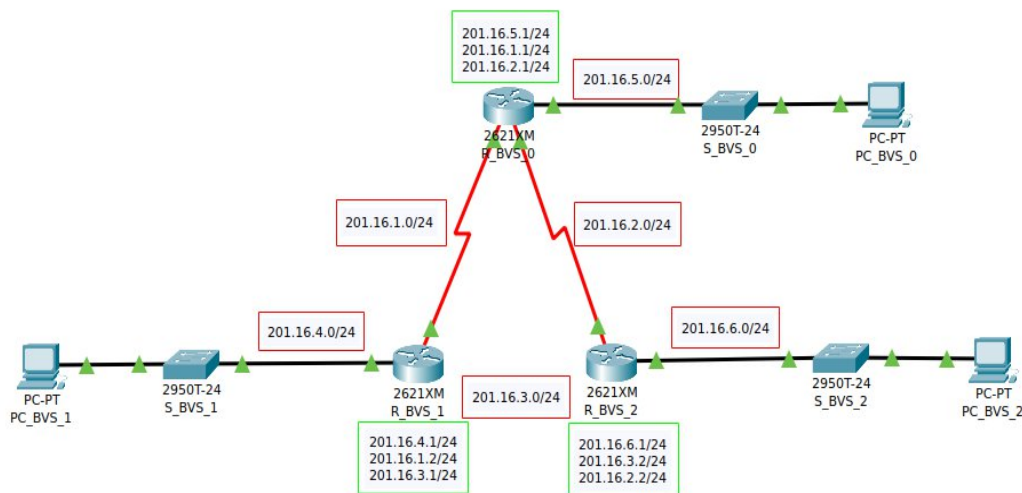 201.16.5.1/24
201.16.1.1/24
201.16.2.1/24
201.16.5.0/24
2621XM
R_BVS_0
2950T-24
S_BVS_0
PC-PT
PC_BVS_0
201.16.1.0/24
201.16.2.0/24
201.16.4.0/24
201.16.6.0/24
PC-PT
PC_BVS_1
2950T-24
S_BVS_1
2621XM
R_BVS_1
201.16.3.0/24
2621XM
R_BVS_2
2950T-24
S_BVS_2
PC-PT
PC_BVS_2
201.16.4.1/24
201.16.1.2/24
201.16.3.1/24
201.16.6.1/24
201.16.3.2/24
201.16.2.2/24